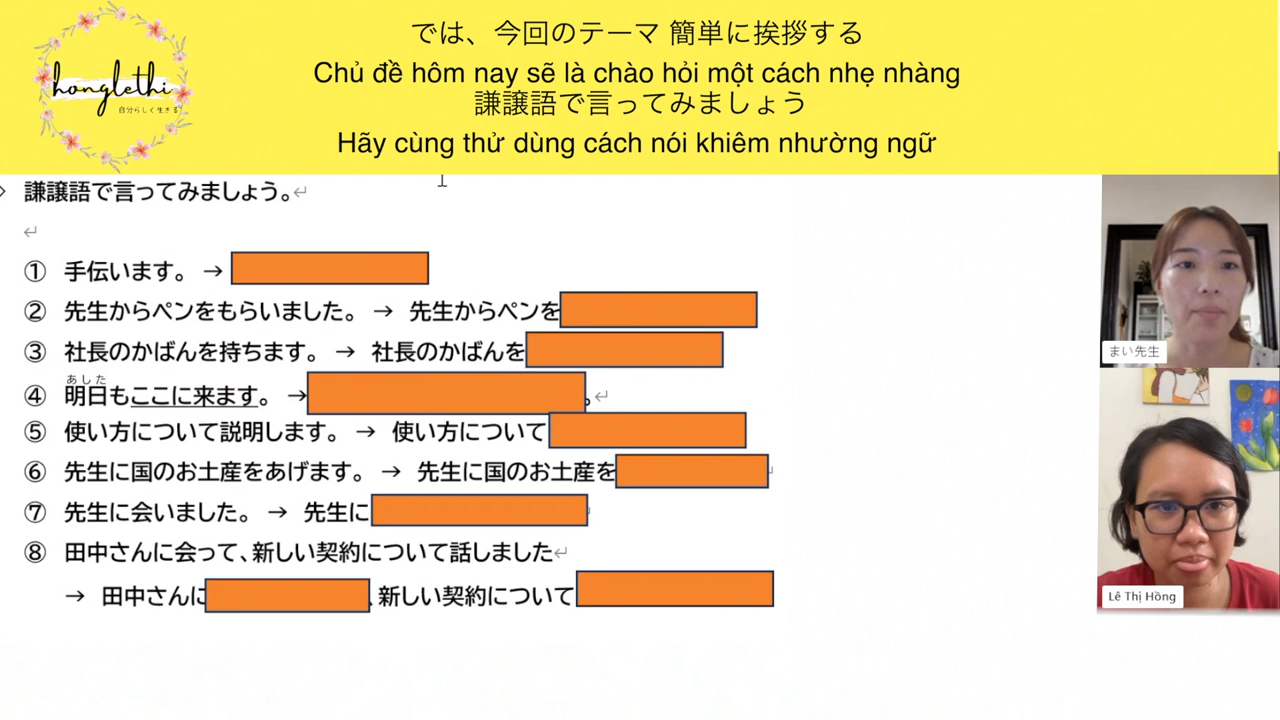 では、今回のテーマ 簡単に挨拶する
Chủ đề hôm nay sẽ là chào hỏi một cách nhẹ nhàng
謙譲語で言ってみましょう
Hãy cùng thử dùng cách nói khiêm nhường ngữ
honglethi
自分らしく生きる
謙譲語で言ってみましょう。
① 手伝います。 →
② 先生からペンをもらいました。 → 先生からペンを
③ 社長のかばんを持ちます。 → 社長のかばんを
あした
④ 明日もここに来ます。 → 。
⑤ 使い方について説明します。 → 使い方について
⑥ 先生に国のお土産をあげます。 → 先生に国のお土産を
⑦ 先生に会いました。 → 先生に
⑧ 田中さんに会って、新しい契約について話しました
→ 田中さんに 、新しい契約について
まい先生
Lê Thị Hồng